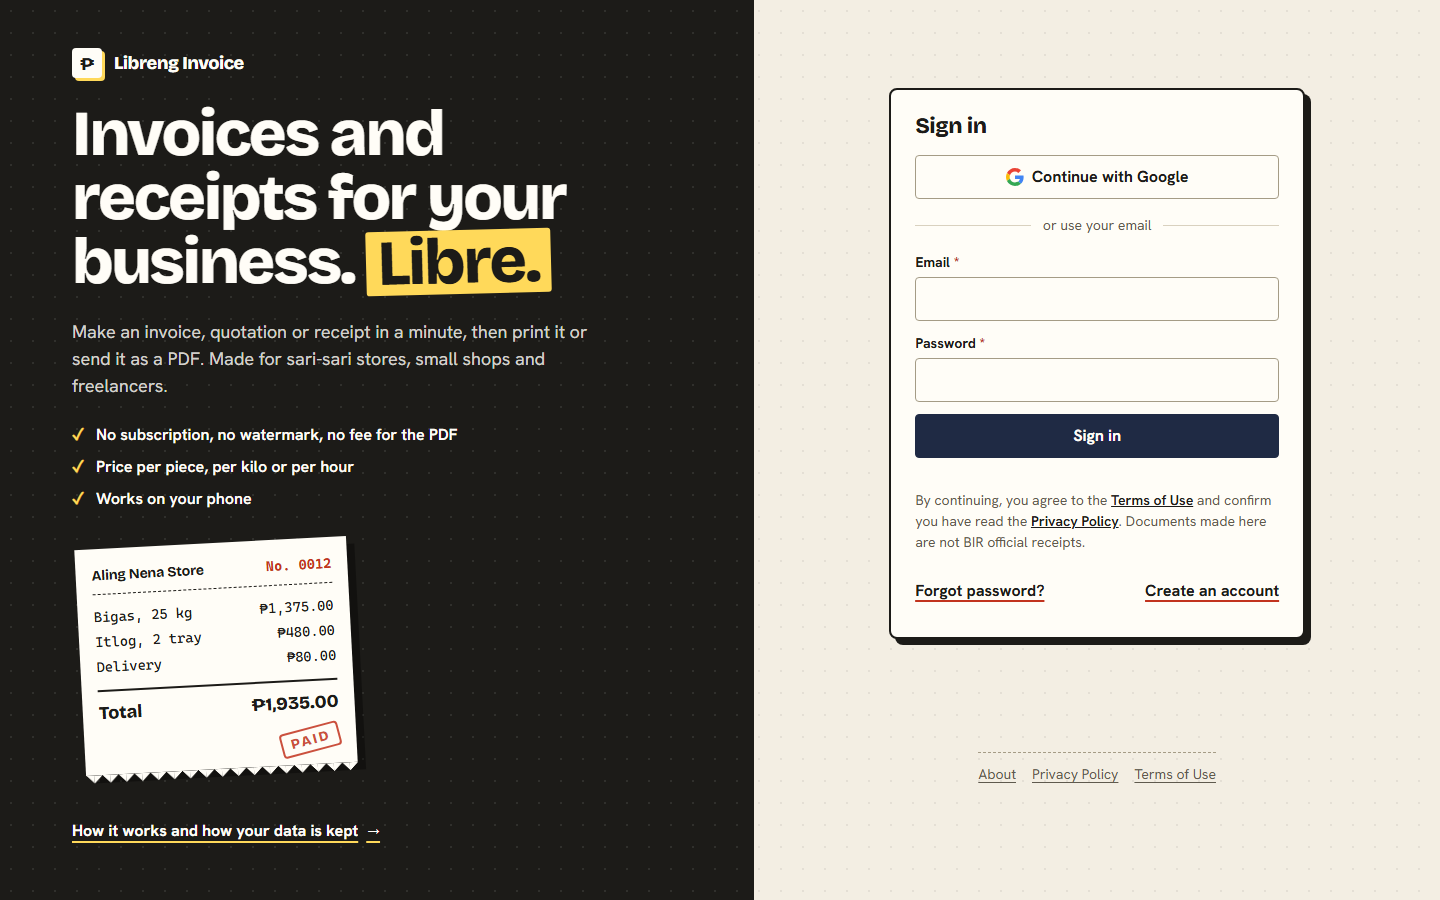 ₱ Libreng Invoice
Invoices and
receipts for your
business. Libre.
Make an invoice, quotation or receipt in a minute, then print it or
send it as a PDF. Made for sari-sari stores, small shops and
freelancers.
✓ No subscription, no watermark, no fee for the PDF
✓ Price per piece, per kilo or per hour
✓ Works on your phone
Aling Nena Store No. 0012
Bigas, 25 kg ₱1,375.00
Itlog, 2 tray ₱480.00
Delivery ₱80.00
Total ₱1,935.00
PAID
How it works and how your data is kept →
Sign in
Continue with Google
or use your email
Email *
Password *
Sign in
By continuing, you agree to the Terms of Use and confirm
you have read the Privacy Policy. Documents made here
are not BIR official receipts.
Forgot password? Create an account
About Privacy Policy Terms of Use